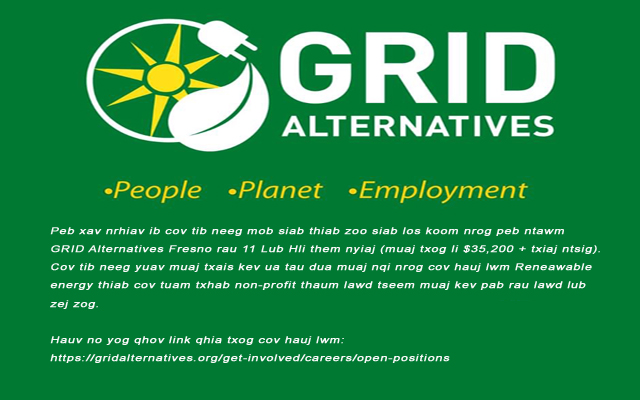 GRID
ALTERNATIVES
•People •Planet •Employment
Peb xav nrhiav ib cov tib neeg mob siab thiab zoo siab los koom nrog peb ntawm
GRID Alternatives Fresno rau 11 Lub Hli them nyiaj (muaj txog li $35,200 + txiaj ntsig).
Cov tib neeg yuav muaj txais kev ua tau dua muaj nqi nrog cov hauj lwm Reneawable
energy thiab cov tuam txhab non-profit thaum lawd tseem muaj kev pab rau lawd lub
zej zog.
Hauv no yog qhov link qhia txog cov hauj lwm:
https://gridalternatives.org/get-involved/careers/open-positions